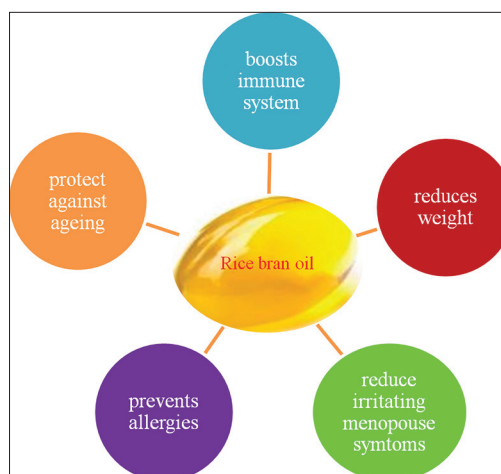 boosts
immune
system
protect
against
ageing
reduces
weight
Rice bran oil
prevents
allergies
reduce
irritating
menopouse
symtoms